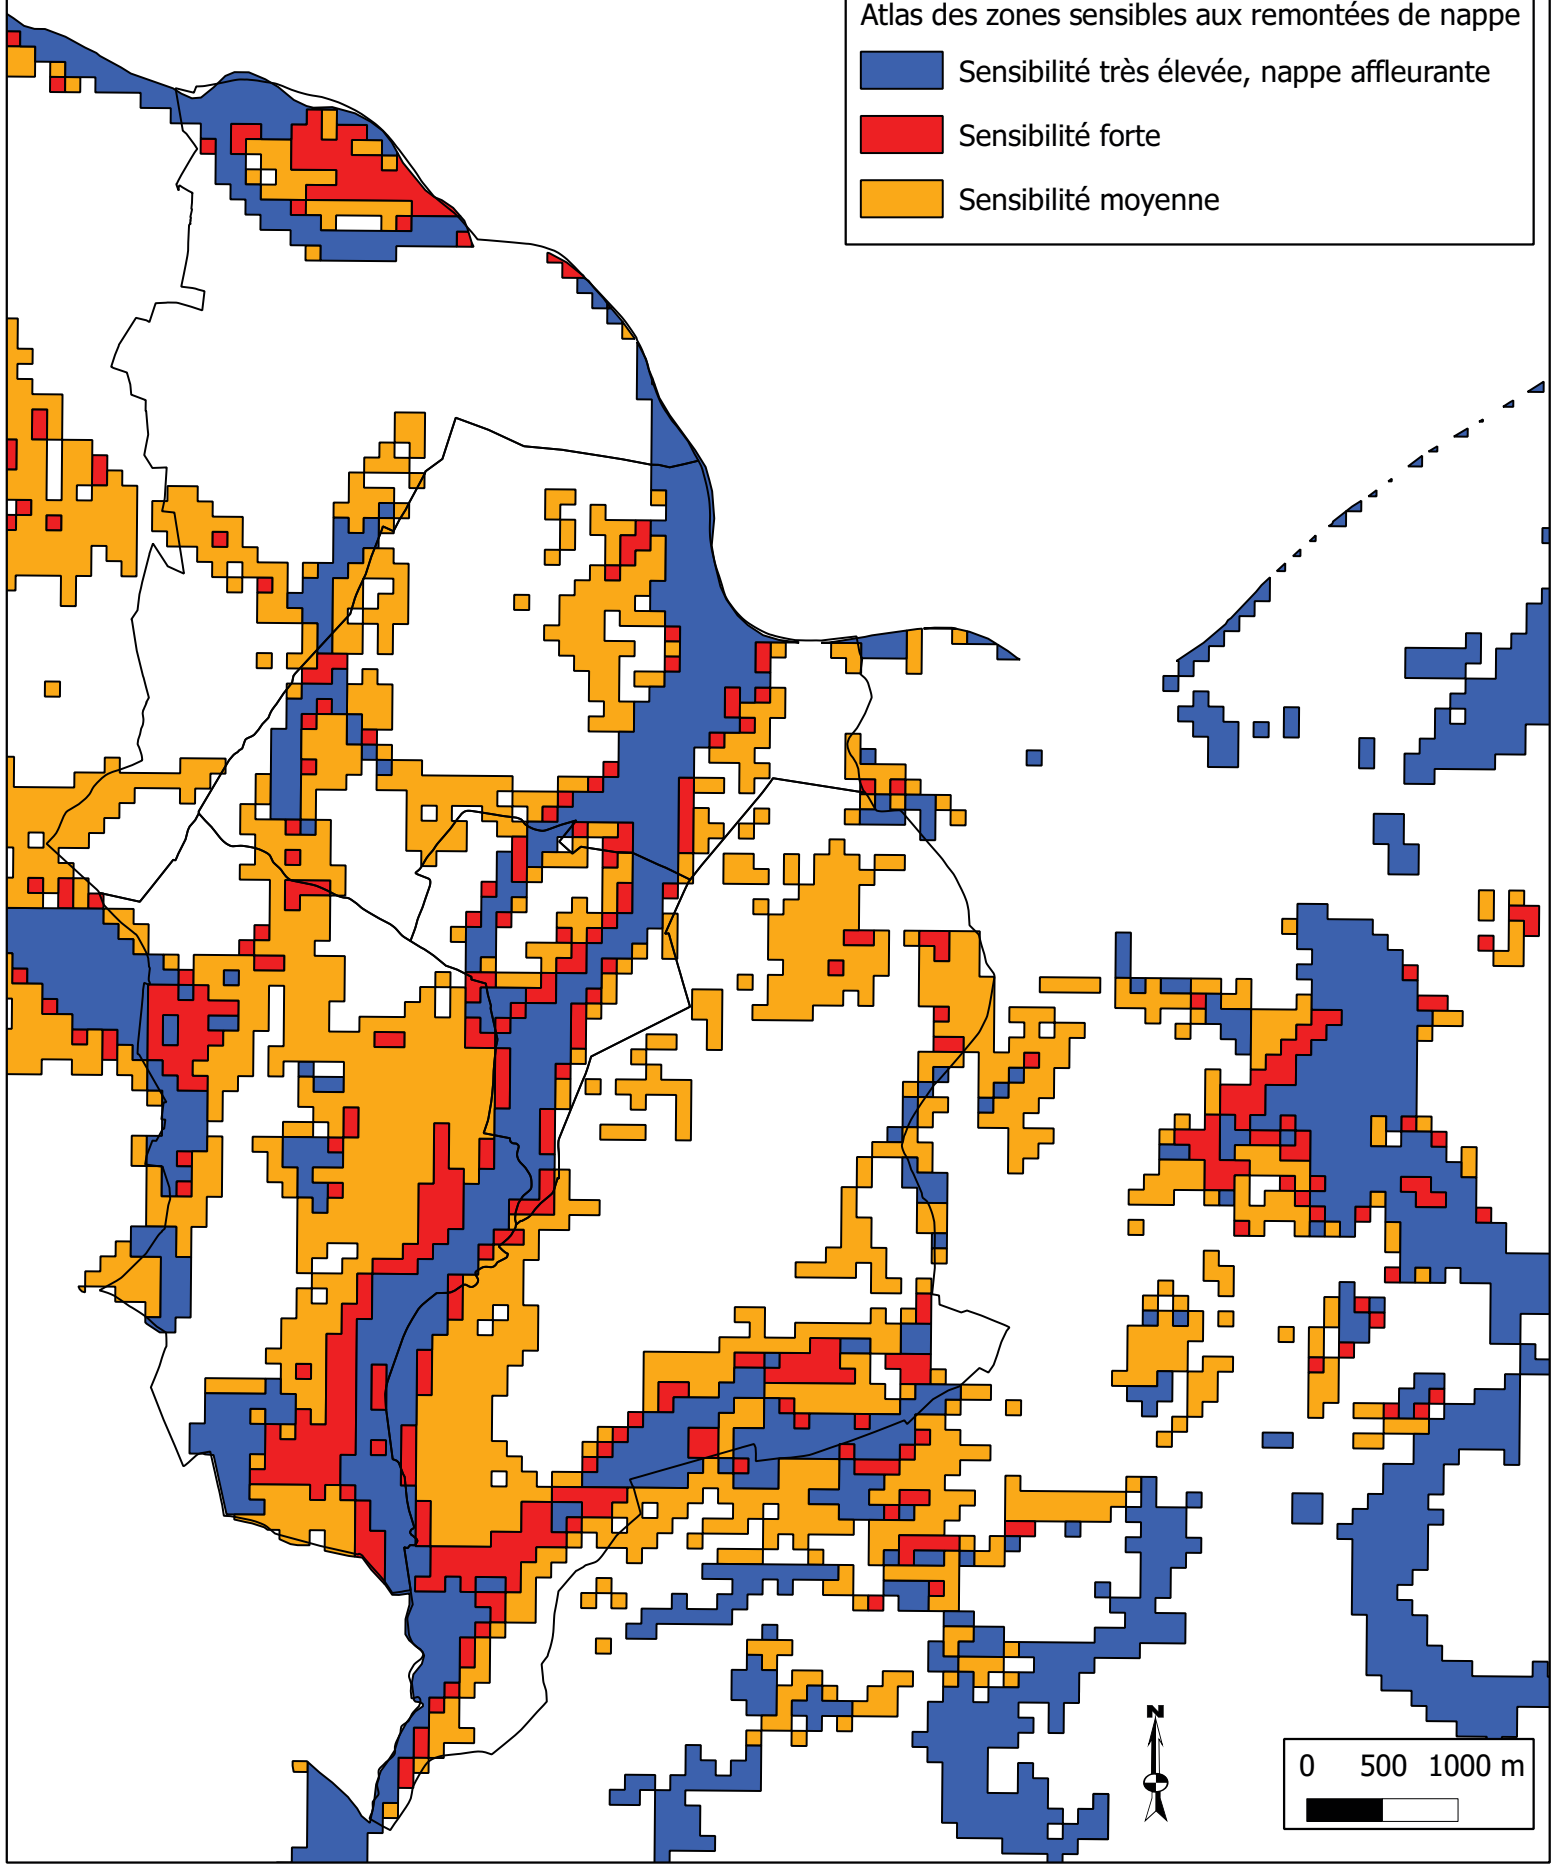 Atlas des zones sensibles aux remontées de nappe
Sensibilité très élevée, nappe affleurante
Sensibilité forte
Sensibilité moyenne
N
0 500 1000 m